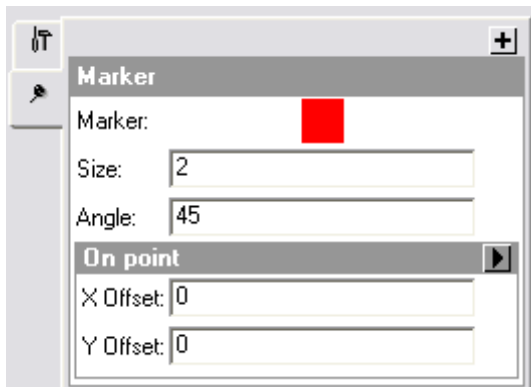 Marker
Marker:
Size: 2
Angle: 45
On point
X Offset: 0
Y Offset: 0